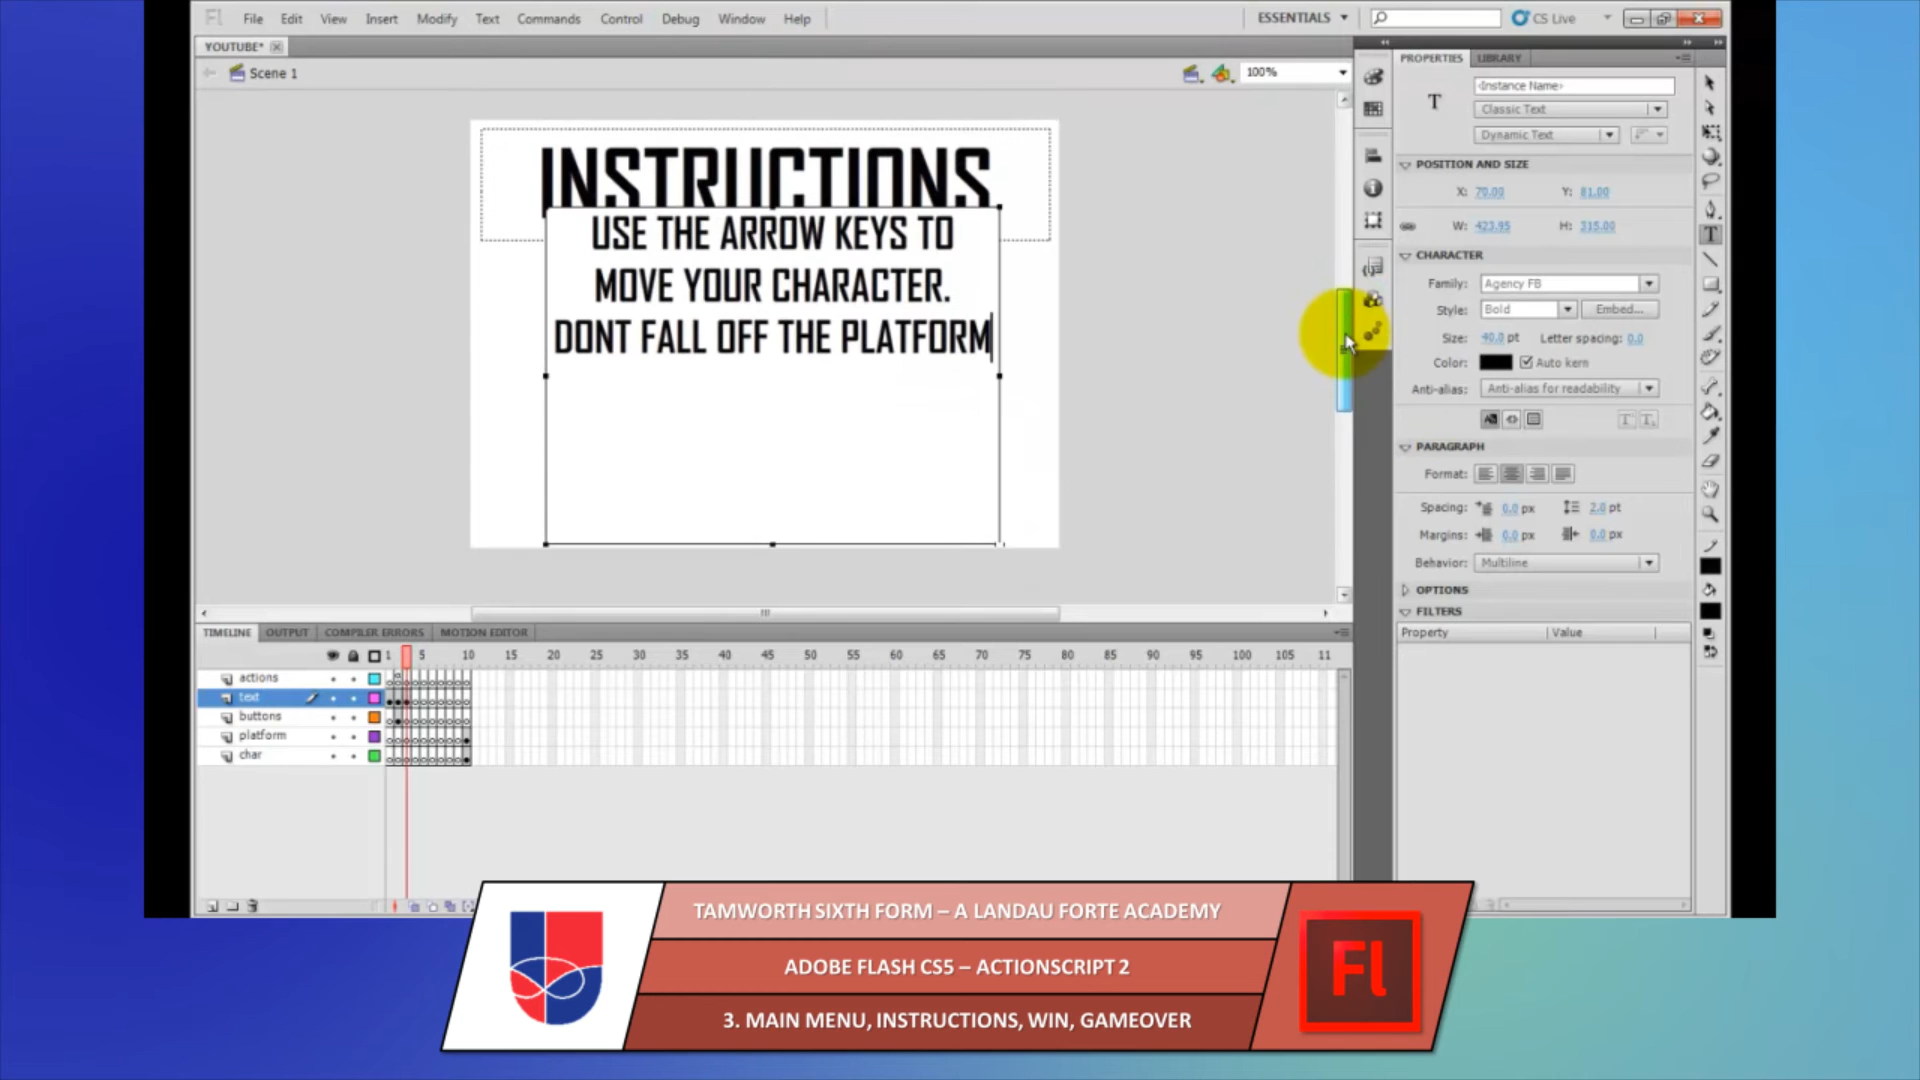 Fl File Edit View Insert Modify Commands Text Control Debug Window Help ESSENTIALS CS Live
YOUTUBE*
Scene 1 100%
PROPERTIES LIBRARY
<Instance Name>
T Classic Text
Dynamic Text
POSITION AND SIZE
X: 70.00 Y: 81.00
W: 423.95 H: 315.00
CHARACTER
Family: Agency FB
Style: Bold Embed...
Size: 40.0 pt Letter spacing: 0.0
Color: Auto kern
Anti-alias: Anti-alias for readability
PARAGRAPH
Format:
Spacing: 0.0 px 2.0 pt
Margins: 0.0 px 0.0 px
Behavior: Multiline
OPTIONS
FILTERS
Property Value
INSTRUCTIONS
USE THE ARROW KEYS TO
MOVE YOUR CHARACTER.
DONT FALL OFF THE PLATFORM
TIMELINE OUTPUT COMPILER ERRORS MOTION EDITOR
1 5 10 15 20 25 30 35 40 45 50 55 60 65 70 75 80 85 90 95 100 105 11
actions
text
buttons
platform
char
TAMWORTH SIXTH FORM – A LANDAU FORTE ACADEMY
ADOBE FLASH CS5 – ACTIONSCRIPT 2
3. MAIN MENU, INSTRUCTIONS, WIN, GAMEOVER
Fl